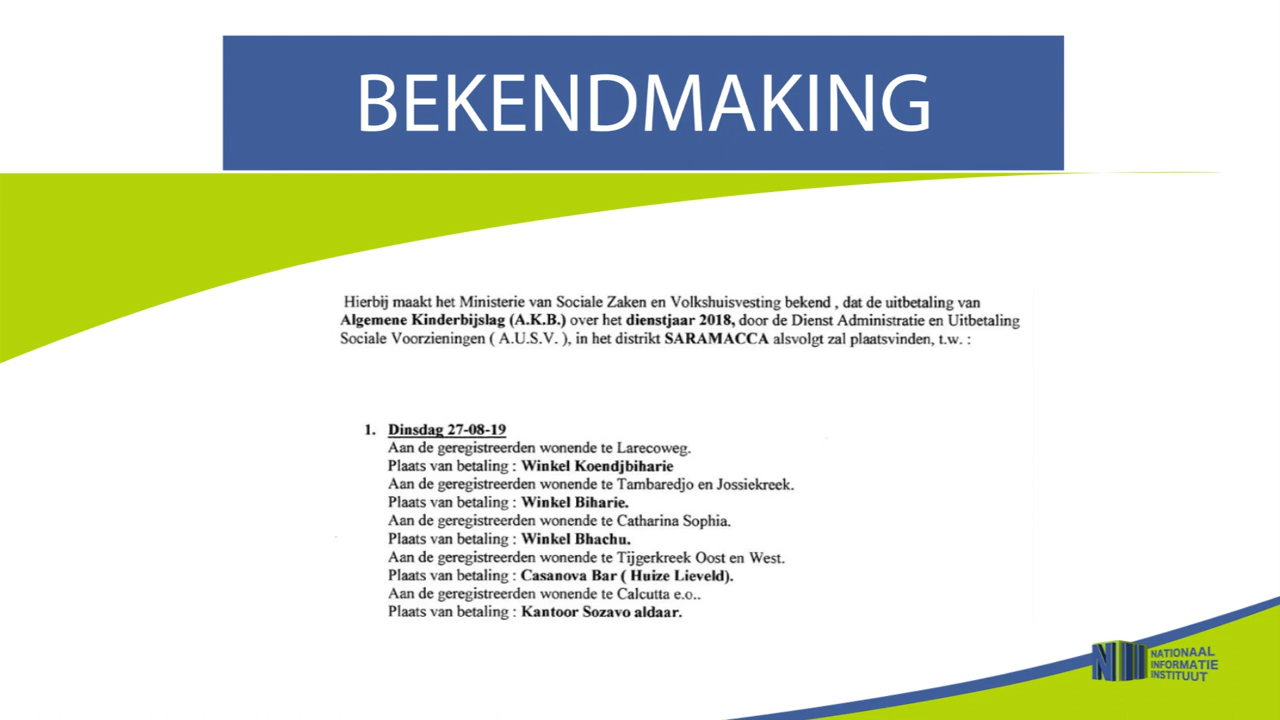 BEKENDMAKING
Hierbij maakt het Ministerie van Sociale Zaken en Volkshuisvesting bekend , dat de uitbetaling van
Algemene Kinderbijslag (A.K.B.) over het dienstjaar 2018, door de Dienst Administratie en Uitbetaling
Sociale Voorzieningen ( A.U.S.V. ), in het distrikt SARAMACCA alsvolgt zal plaatsvinden, t.w. :
1. Dinsdag 27-08-19
Aan de geregistreerden wonende te Larecoweg.
Plaats van betaling : Winkel Koendjbiharie
Aan de geregistreerden wonende te Tambaredjo en Jossiekreek.
Plaats van betaling : Winkel Biharie.
Aan de geregistreerden wonende te Catharina Sophia.
Plaats van betaling : Winkel Bhachu.
Aan de geregistreerden wonende te Tijgerkreek Oost en West.
Plaats van betaling : Casanova Bar ( Huize Lieveld).
Aan de geregistreerden wonende te Calcutta e.o..
Plaats van betaling : Kantoor Sozavo aldaar.
NATIONAAL
INFORMATIE
INSTITUUT